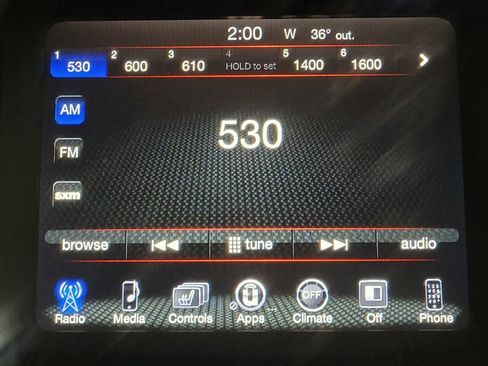 2:00 W 36° out.
1 2 3 4 5 6
530 600 610 HOLD to set 1400 1600
AM
530
FM
sxm
browse tune audio
OFF
Radio Media Controls Apps Climate Off Phone